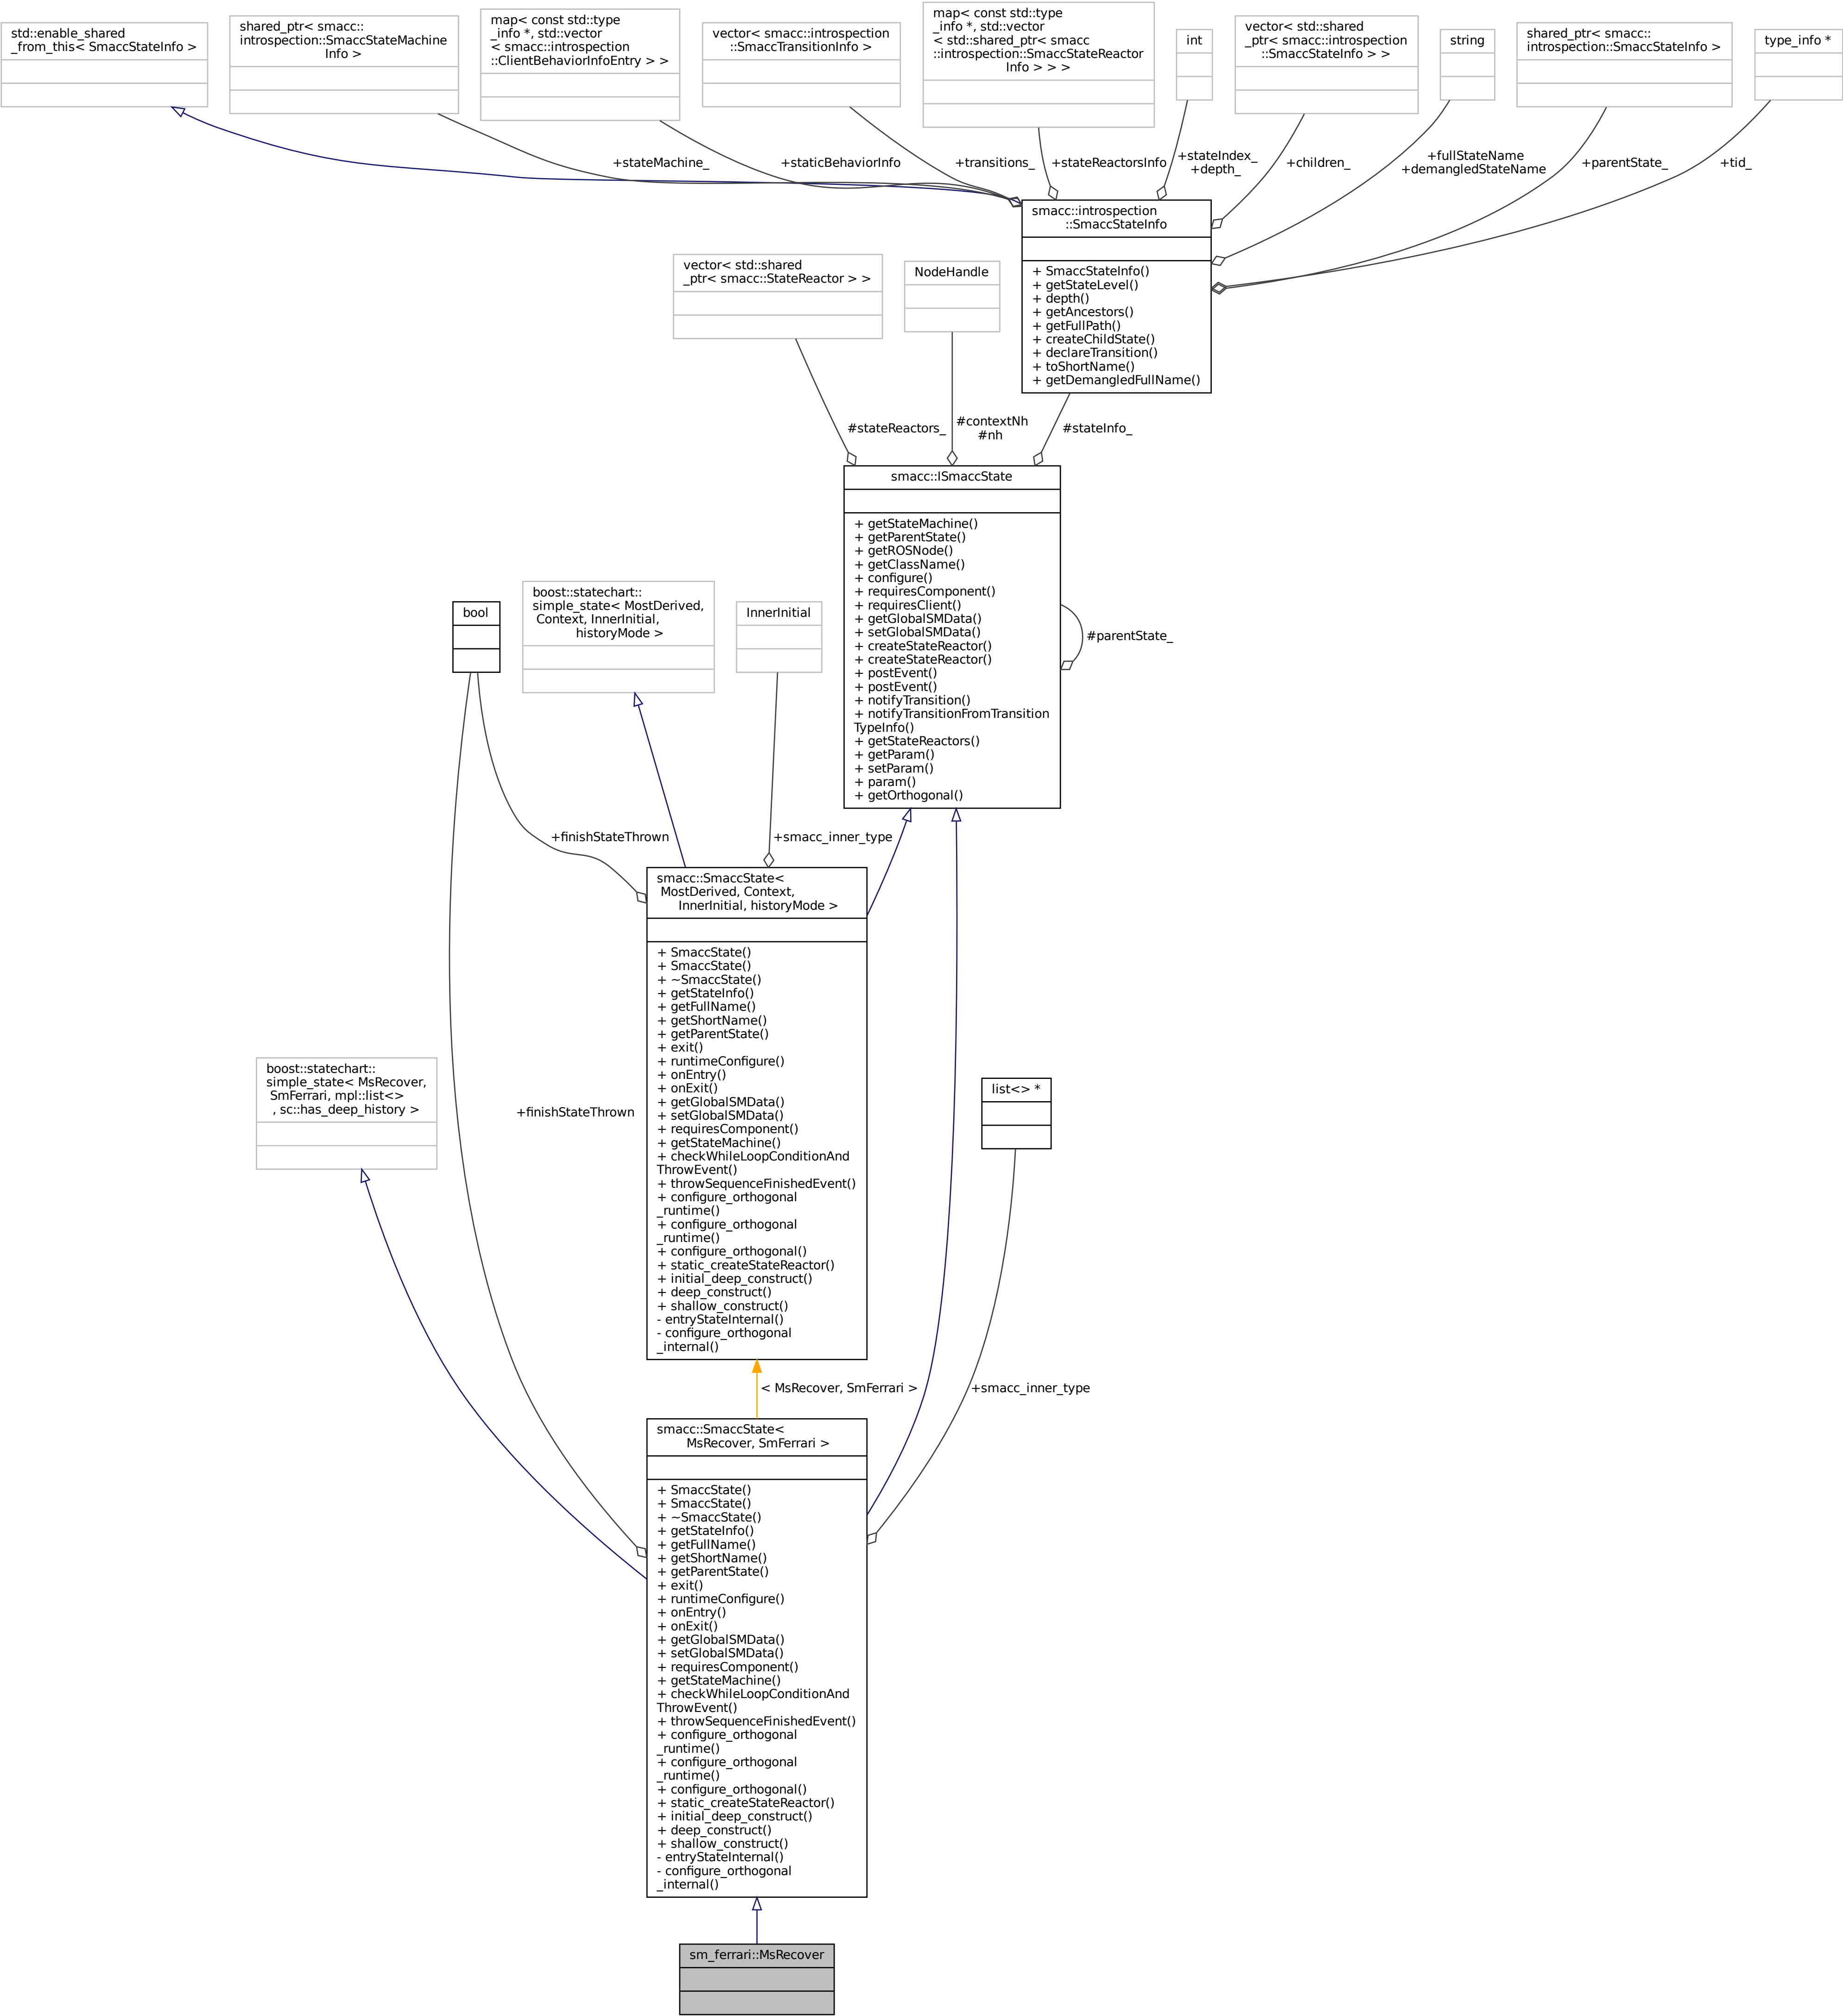 std::enable_shared
_from_this< SmaccStateInfo >
shared_ptr< smacc::
introspection::SmaccStateMachine
Info >
map< const std::type
_info *, std::vector
< smacc::introspection
::ClientBehaviorInfoEntry > >
vector< smacc::introspection
::SmaccTransitionInfo >
map< const std::type
_info *, std::vector
< std::shared_ptr< smacc
::introspection::SmaccStateReactor
Info > > >
int
vector< std::shared
_ptr< smacc::introspection
::SmaccStateInfo > >
string
shared_ptr< smacc::
introspection::SmaccStateInfo >
type_info *
+stateMachine_
+staticBehaviorInfo
+transitions_
+stateReactorsInfo
+stateIndex_
+depth_
+children_
+fullStateName
+demangledStateName
+parentState_
+tid_
smacc::introspection
::SmaccStateInfo
+ SmaccStateInfo()
+ getStateLevel()
+ depth()
+ getAncestors()
+ getFullPath()
+ createChildState()
+ declareTransition()
+ toShortName()
+ getDemangledFullName()
vector< std::shared
_ptr< smacc::StateReactor > >
NodeHandle
#stateReactors_
#contextNh
#nh
#stateInfo_
smacc::ISmaccState
+ getStateMachine()
+ getParentState()
+ getROSNode()
+ getClassName()
+ configure()
+ requiresComponent()
+ requiresClient()
+ getGlobalSMData()
+ setGlobalSMData()
+ createStateReactor()
+ createStateReactor()
+ postEvent()
+ postEvent()
+ notifyTransition()
+ notifyTransitionFromTransition
TypeInfo()
+ getStateReactors()
+ getParam()
+ setParam()
+ param()
+ getOrthogonal()
#parentState_
bool
boost::statechart::
simple_state< MostDerived,
Context, InnerInitial,
historyMode >
InnerInitial
+finishStateThrown
+smacc_inner_type
smacc::SmaccState<
MostDerived, Context,
InnerInitial, historyMode >
+ SmaccState()
+ SmaccState()
+ ~SmaccState()
+ getStateInfo()
+ getFullName()
+ getShortName()
+ getParentState()
+ exit()
+ runtimeConfigure()
+ onEntry()
+ onExit()
+ getGlobalSMData()
+ setGlobalSMData()
+ requiresComponent()
+ getStateMachine()
+ checkWhileLoopConditionAnd
ThrowEvent()
+ throwSequenceFinishedEvent()
+ configure_orthogonal
_runtime()
+ configure_orthogonal
_runtime()
+ configure_orthogonal()
+ static_createStateReactor()
+ initial_deep_construct()
+ deep_construct()
+ shallow_construct()
- entryStateInternal()
- configure_orthogonal
_internal()
boost::statechart::
simple_state< MsRecover,
SmFerrari, mpl::list<>
, sc::has_deep_history >
+finishStateThrown
list<> *
< MsRecover, SmFerrari >
+smacc_inner_type
smacc::SmaccState<
MsRecover, SmFerrari >
+ SmaccState()
+ SmaccState()
+ ~SmaccState()
+ getStateInfo()
+ getFullName()
+ getShortName()
+ getParentState()
+ exit()
+ runtimeConfigure()
+ onEntry()
+ onExit()
+ getGlobalSMData()
+ setGlobalSMData()
+ requiresComponent()
+ getStateMachine()
+ checkWhileLoopConditionAnd
ThrowEvent()
+ throwSequenceFinishedEvent()
+ configure_orthogonal
_runtime()
+ configure_orthogonal
_runtime()
+ configure_orthogonal()
+ static_createStateReactor()
+ initial_deep_construct()
+ deep_construct()
+ shallow_construct()
- entryStateInternal()
- configure_orthogonal
_internal()
sm_ferrari::MsRecover